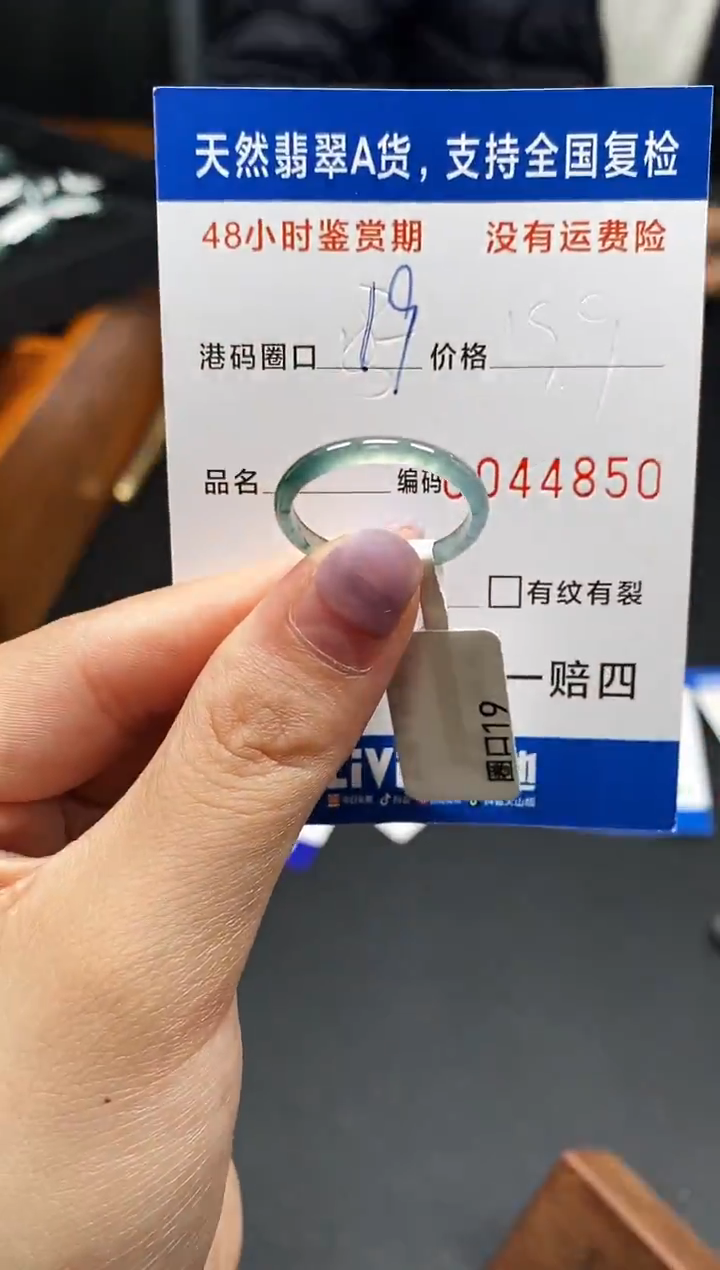 天然翡翠A货，支持全国复检
48小时鉴赏期 没有运费险
港码圈口 19 价格
品名 编码 0044850
□有纹有裂
一赔四
圈口19